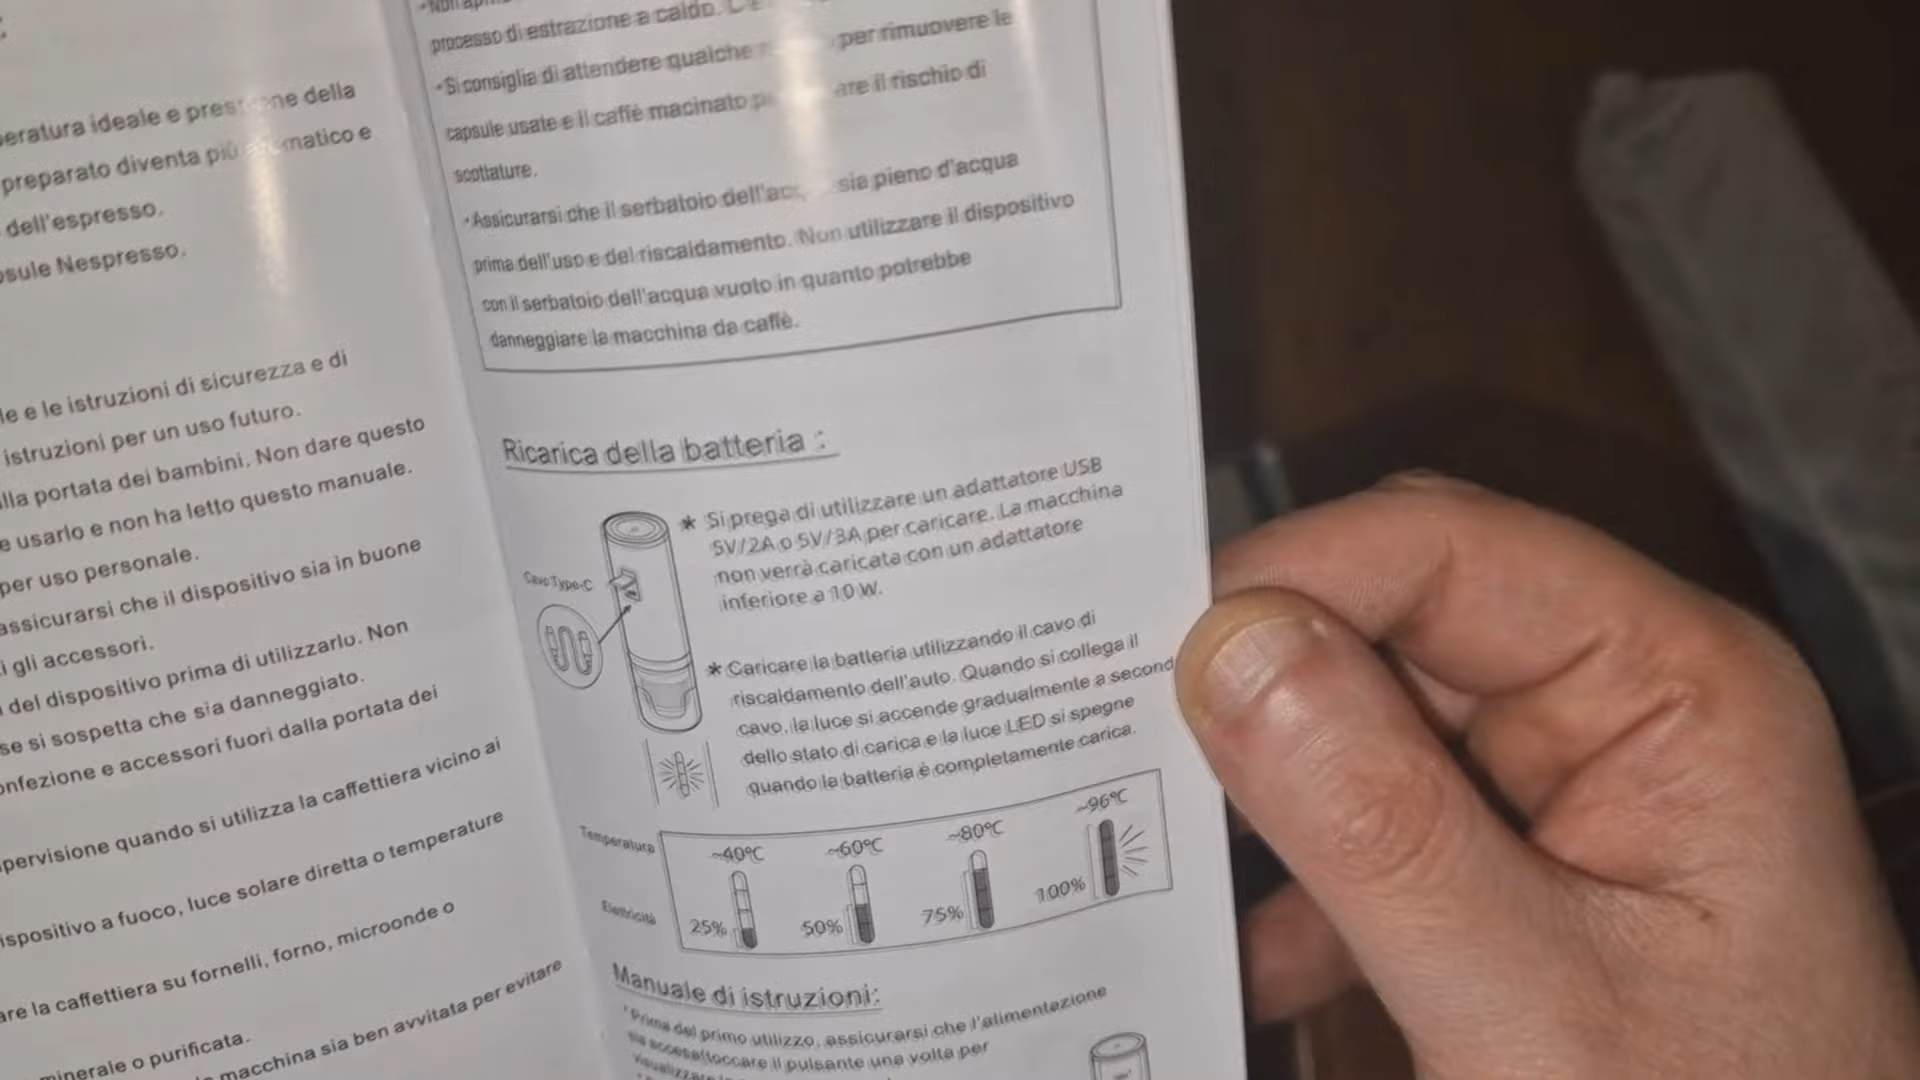 peratura ideale e pres ne della
preparato diventa più matico e
dell'espresso.
sule Nespresso.
le e le istruzioni di sicurezza e di
istruzioni per un uso futuro.
lla portata dei bambini. Non dare questo
e usarlo e non ha letto questo manuale.
per uso personale.
assicurarsi che il dispositivo sia in buone
i gli accessori.
del dispositivo prima di utilizzarlo. Non
se si sospetta che sia danneggiato.
onfezione e accessori fuori dalla portata dei
pervisione quando si utilizza la caffettiera vicino ai
ispositivo a fuoco, luce solare diretta o temperature
are la caffettiera su fornelli, forno, microonde o
minerale o purificata.
macchina sia ben avvitata per evitare
processo di estrazione a caldo.
•Si consiglia di attendere qualche per rimuovere le
capsule usate e il caffè macinato p are il rischio di
scottature.
•Assicurarsi che il serbatoio dell'ac sia pieno d'acqua
prima dell'uso e del riscaldamento. Non utilizzare il dispositivo
con il serbatoio dell'acqua vuoto in quanto potrebbe
danneggiare la macchina da caffè.
Ricarica della batteria :
Cavo Type-C
* Si prega di utilizzare un adattatore USB
5V/2A o 5V/3A per caricare. La macchina
non verrà caricata con un adattatore
inferiore a 10 W.
* Caricare la batteria utilizzando il cavo di
riscaldamento dell'auto. Quando si collega il
cavo, la luce si accende gradualmente a second
dello stato di carica e la luce LED si spegne
quando la batteria è completamente carica.
Temperatura ~40℃ ~60℃ ~80℃ ~96℃
Elettricità 25% 50% 75% 100%
Manuale di istruzioni:
*Prima del primo utilizzo, assicurarsi che l'alimentazione
sia accesa(toccare il pulsante una volta per
visualizzare